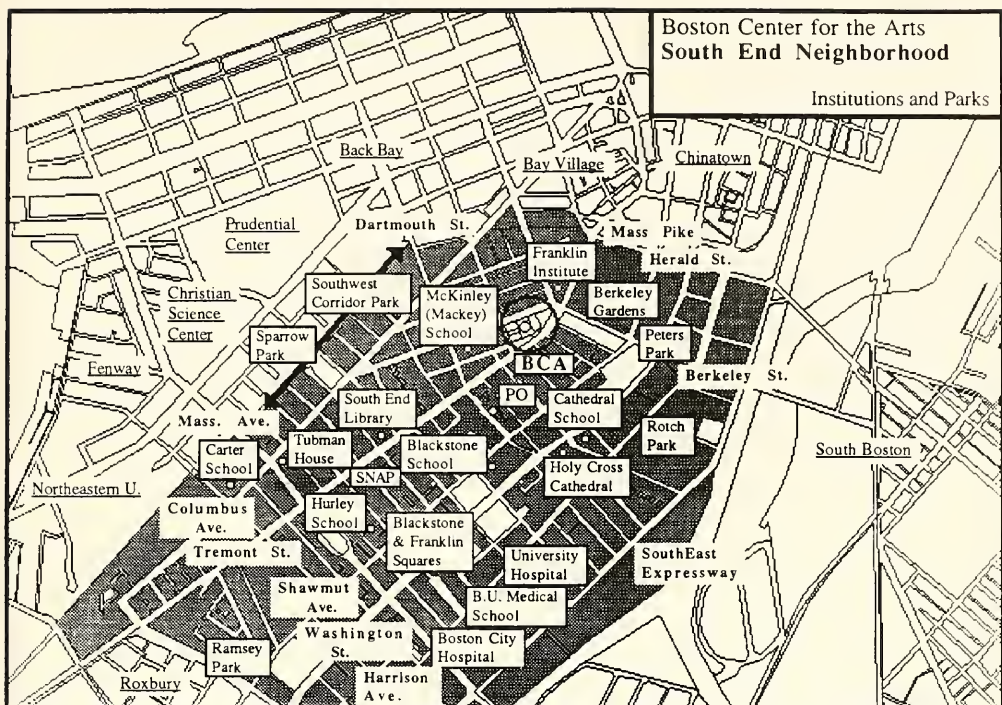 Boston Center for the Arts
South End Neighborhood
Institutions and Parks
Back Bay
Bay Village
Chinatown
Prudential
Center
Dartmouth St.
Mass Pike
Herald St.
Franklin
Institute
Southwest
Corridor Park
McKinley
(Mackey)
School
Berkeley
Gardens
Christian
Science
Center
Sparrow
Park
Peters
Park
BCA
Berkeley St.
Fenway
PO
South End
Library
Cathedral
School
Mass. Ave.
Rotch
Park
Carter
School
Tubman
House
Blackstone
School
South Boston
SNAP
Holy Cross
Cathedral
Northeastern U.
Hurley
School
Columbus
Ave.
Blackstone
& Franklin
Squares
Tremont St.
University
Hospital
SouthEast
Expressway
Shawmut
Ave.
B.U. Medical
School
Washington
St.
Boston City
Hospital
Ramsey
Park
Harrison
Ave.
Roxbury